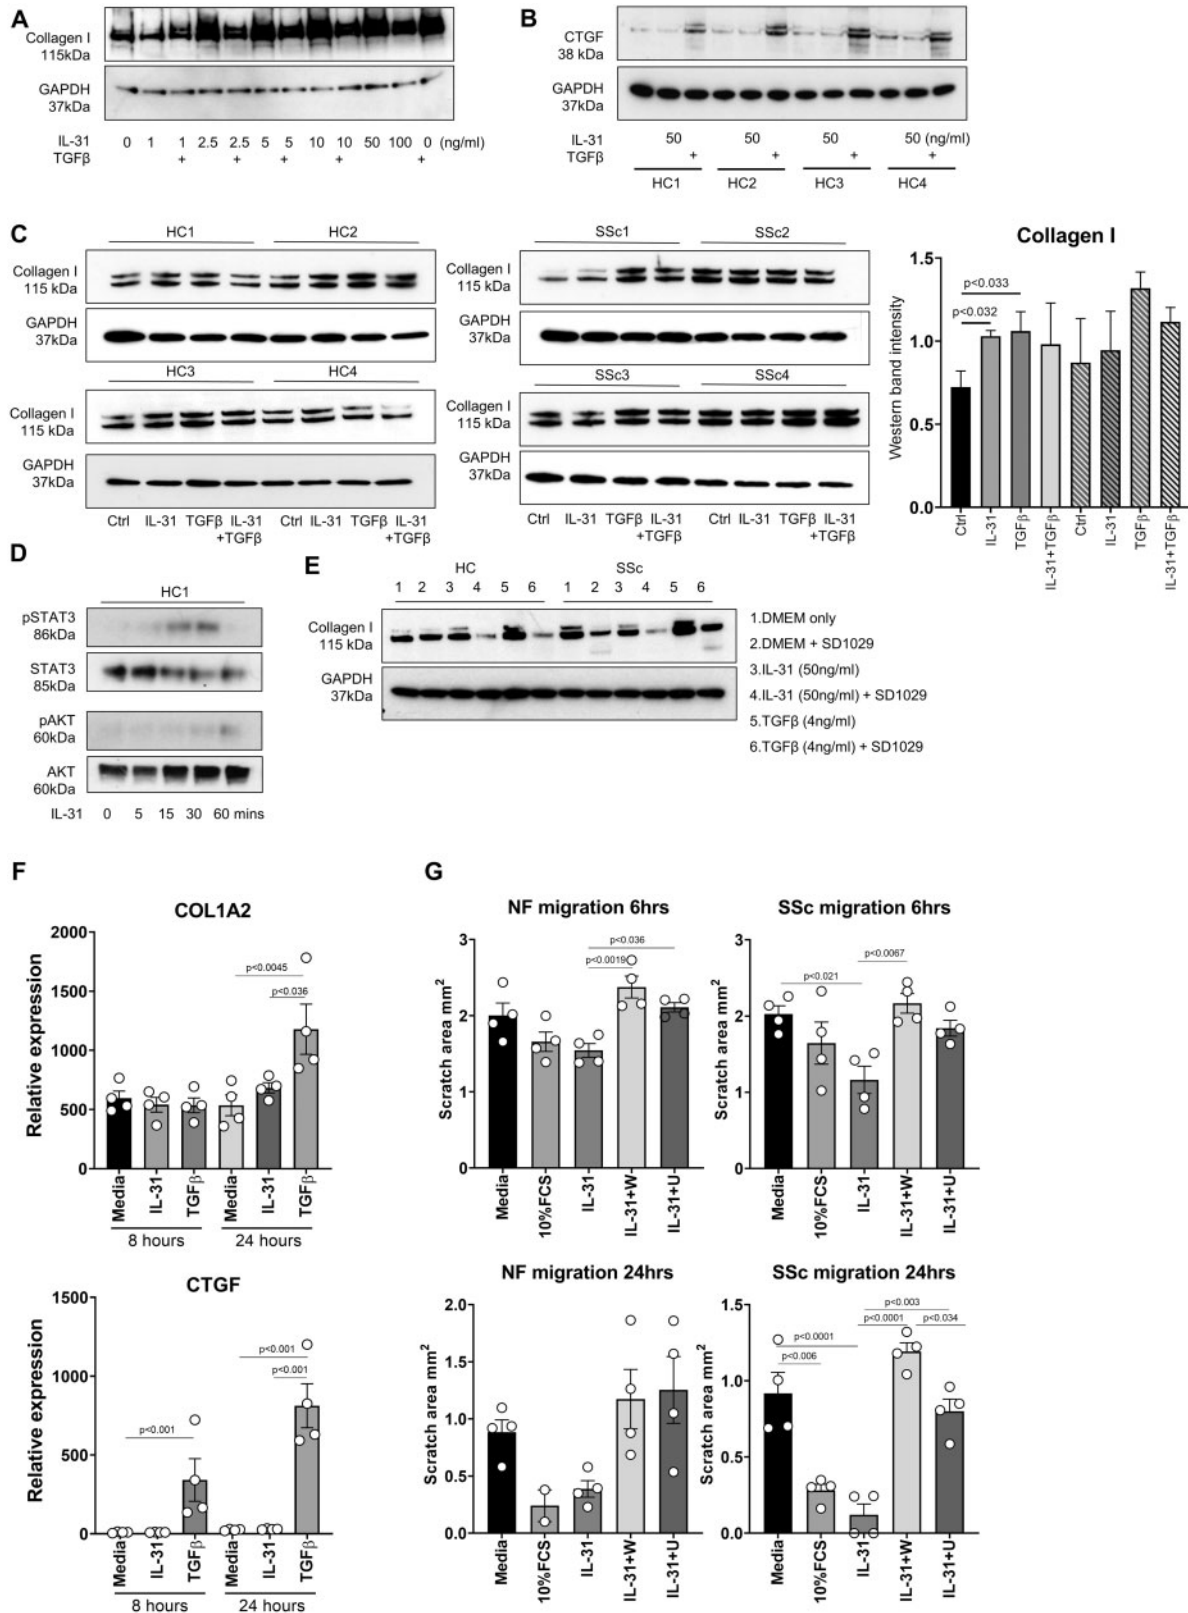 A
Collagen I
115kDa
GAPDH
37kDa
IL-31 0 1 1 2.5 2.5 5 5 10 10 50 100 0 (ng/ml)
TGFβ + + + + +
B
CTGF
38 kDa
GAPDH
37kDa
IL-31 50 50 50 50 (ng/ml)
TGFβ + + + +
HC1 HC2 HC3 HC4
C
HC1 HC2
Collagen I
115 kDa
GAPDH
37kDa
HC3 HC4
Collagen I
115 kDa
GAPDH
37kDa
Ctrl IL-31 TGFβ IL-31 Ctrl IL-31 TGFβ IL-31
+TGFβ +TGFβ
SSc1 SSc2
Collagen I
115 kDa
GAPDH
37kDa
SSc3 SSc4
Collagen I
115 kDa
GAPDH
37kDa
Ctrl IL-31 TGFβ IL-31 Ctrl IL-31 TGFβ IL-31
+TGFβ +TGFβ
Collagen I
Western band intensity
1.5
1.0
0.5
0.0
p<0.033
p<0.032
Ctrl
IL-31
TGFβ
IL-31+TGFβ
Ctrl
IL-31
TGFβ
IL-31+TGFβ
D
HC1
pSTAT3
86kDa
STAT3
85kDa
pAKT
60kDa
AKT
60kDa
IL-31 0 5 15 30 60 mins
E
HC SSc
1 2 3 4 5 6 1 2 3 4 5 6
Collagen I
115 kDa
GAPDH
37kDa
1.DMEM only
2.DMEM + SD1029
3.IL-31 (50ng/ml)
4.IL-31 (50ng/ml) + SD1029
5.TGFβ (4ng/ml)
6.TGFβ (4ng/ml) + SD1029
F
COL1A2
Relative expression
2000
1500
1000
500
0
p<0.0045
p<0.036
Media
IL-31
TGFβ
Media
IL-31
TGFβ
8 hours 24 hours
CTGF
Relative expression
1500
1000
500
0
p<0.001
p<0.001
p<0.001
Media
IL-31
TGFβ
Media
IL-31
TGFβ
8 hours 24 hours
G
NF migration 6hrs
Scratch area mm²
3
2
1
0
p<0.036
p<0.0019
Media
10%FCS
IL-31
IL-31+W
IL-31+U
SSc migration 6hrs
Scratch area mm²
3
2
1
0
p<0.0067
p<0.021
Media
10%FCS
IL-31
IL-31+W
IL-31+U
NF migration 24hrs
Scratch area mm²
2.0
1.5
1.0
0.5
0.0
Media
10%FCS
IL-31
IL-31+W
IL-31+U
SSc migration 24hrs
Scratch area mm²
1.5
1.0
0.5
0.0
p<0.003
p<0.0001 p<0.034
p<0.0001
p<0.006
Media
10%FCS
IL-31
IL-31+W
IL-31+U